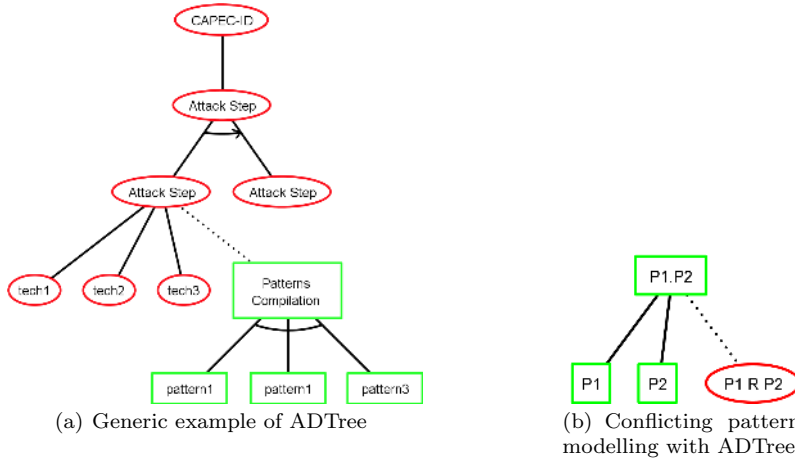 CAPEC-ID
Attack Step
Attack Step
Attack Step
tech1
tech2
tech3
Patterns
Compilation
pattern1
pattern1
pattern3
(a) Generic example of ADTree
P1.P2
P1
P2
P1 R P2
(b) Conflicting pattern
modelling with ADTree